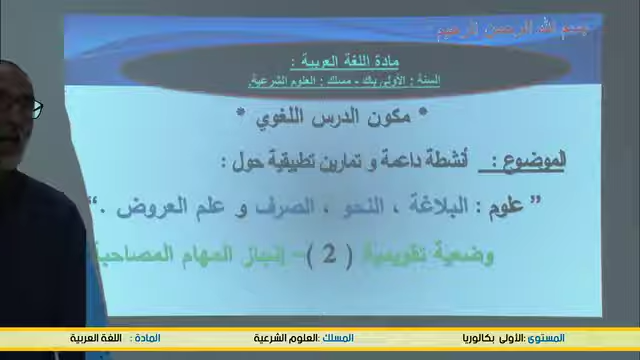 بسم الله الرحمن الرحيم
مادة اللغة العربية :
السنة : الأولى باك - مسلك : العلوم الشرعية.
* مكون الدرس اللغوي *
الموضوع : أنشطة داعمة و تمارين تطبيقية حول :
” علوم : البلاغة ، النحو ، الصرف و علم العروض .“
وضعية تقويمية ( 2 )- إنجاز المهام المصاحبة
المستوى :الأولى بكالوريا المسلك :العلوم الشرعية المادة : اللغة العربية